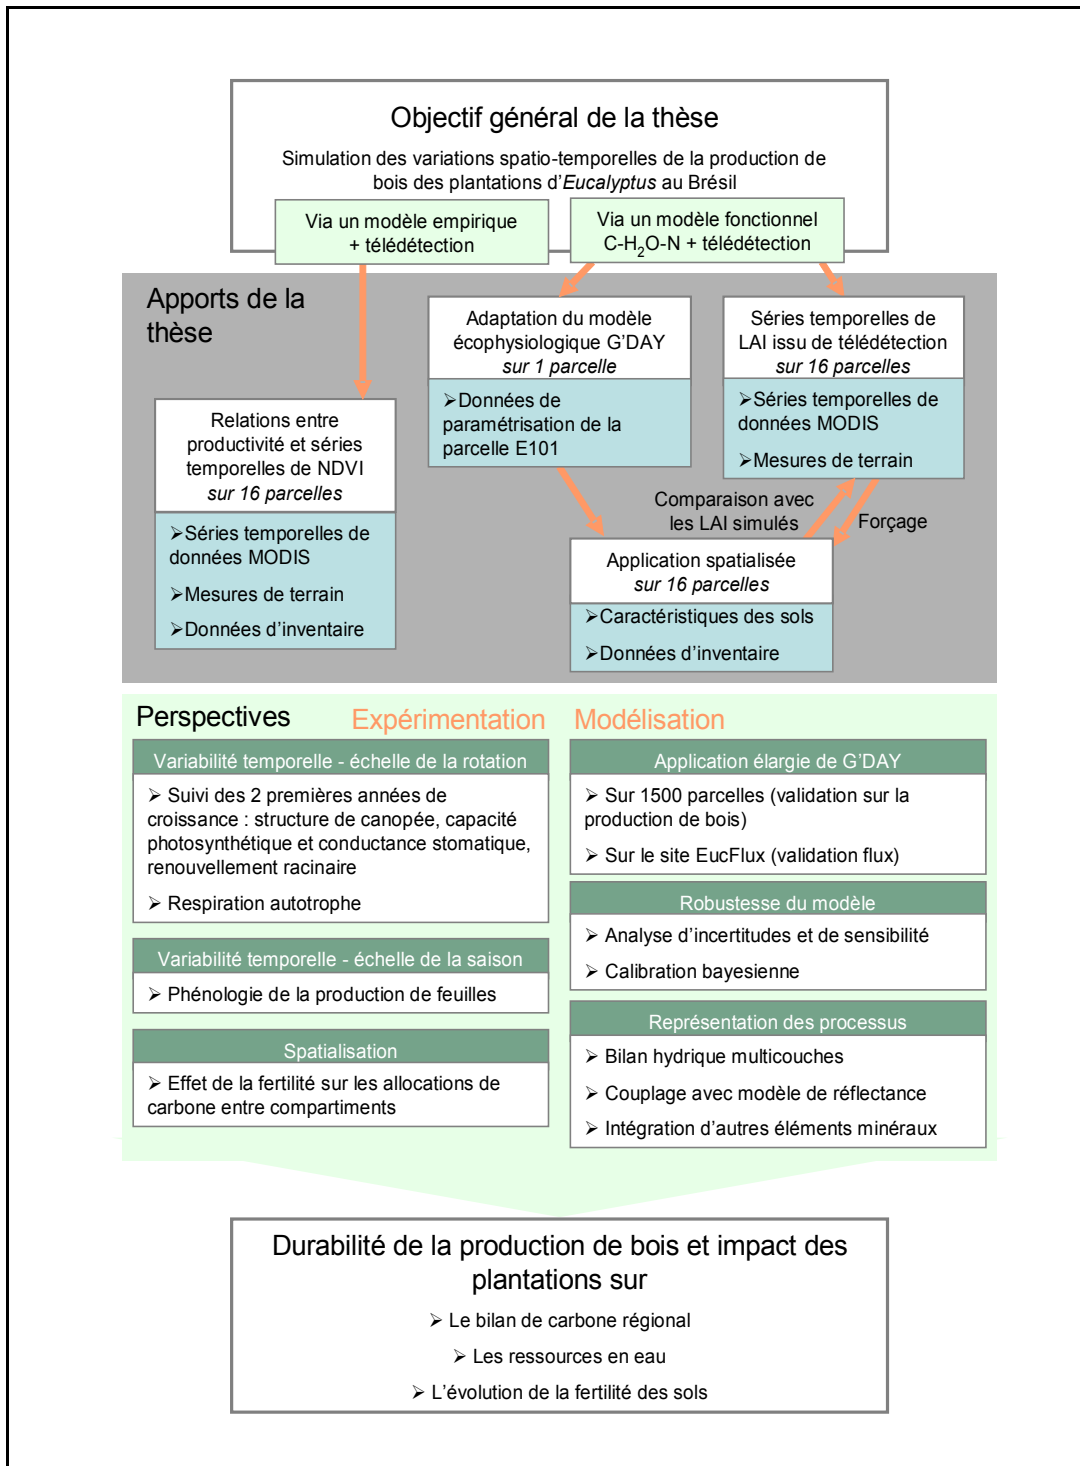 Objectif général de la thèse
Simulation des variations spatio-temporelles de la production de
bois des plantations d’Eucalyptus au Brésil
Via un modèle empirique
+ télédétection
Via un modèle fonctionnel
C-H2O-N + télédétection
Apports de la
thèse
Relations entre
productivité et séries
temporelles de NDVI
sur 16 parcelles
➢Séries temporelles de
données MODIS
➢Mesures de terrain
➢Données d’inventaire
Adaptation du modèle
écophysiologique G’DAY
sur 1 parcelle
➢Données de
paramétrisation de la
parcelle E101
Séries temporelles de
LAI issu de télédétection
sur 16 parcelles
➢Séries temporelles de
données MODIS
➢Mesures de terrain
Comparaison avec
les LAI simulés
Forçage
Application spatialisée
sur 16 parcelles
➢Caractéristiques des sols
➢Données d’inventaire
Perspectives
Expérimentation
Modélisation
Variabilité temporelle - échelle de la rotation
➢ Suivi des 2 premières années de
croissance : structure de canopée, capacité
photosynthétique et conductance stomatique,
renouvellement racinaire
➢ Respiration autotrophe
Variabilité temporelle - échelle de la saison
➢ Phénologie de la production de feuilles
Spatialisation
➢ Effet de la fertilité sur les allocations de
carbone entre compartiments
Application élargie de G’DAY
➢ Sur 1500 parcelles (validation sur la
production de bois)
➢ Sur le site EucFlux (validation flux)
Robustesse du modèle
➢ Analyse d’incertitudes et de sensibilité
➢ Calibration bayesienne
Représentation des processus
➢ Bilan hydrique multicouches
➢ Couplage avec modèle de réflectance
➢ Intégration d’autres éléments minéraux
Durabilité de la production de bois et impact des
plantations sur
➢ Le bilan de carbone régional
➢ Les ressources en eau
➢ L’évolution de la fertilité des sols